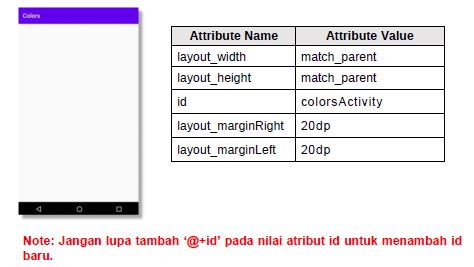 Colors
Attribute Name Attribute Value
layout_width match_parent
layout_height match_parent
id colorsActivity
layout_marginRight 20dp
layout_marginLeft 20dp
Note: Jangan lupa tambah ‘@+id’ pada nilai atribut id untuk menambah id
baru.